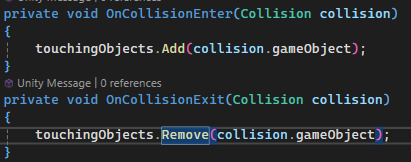 private void OnCollisionEnter(Collision collision)
{
touchingObjects.Add(collision.gameObject);
}
Unity Message | 0 references
private void OnCollisionExit(Collision collision)
{
touchingObjects.Remove(collision.gameObject);
}